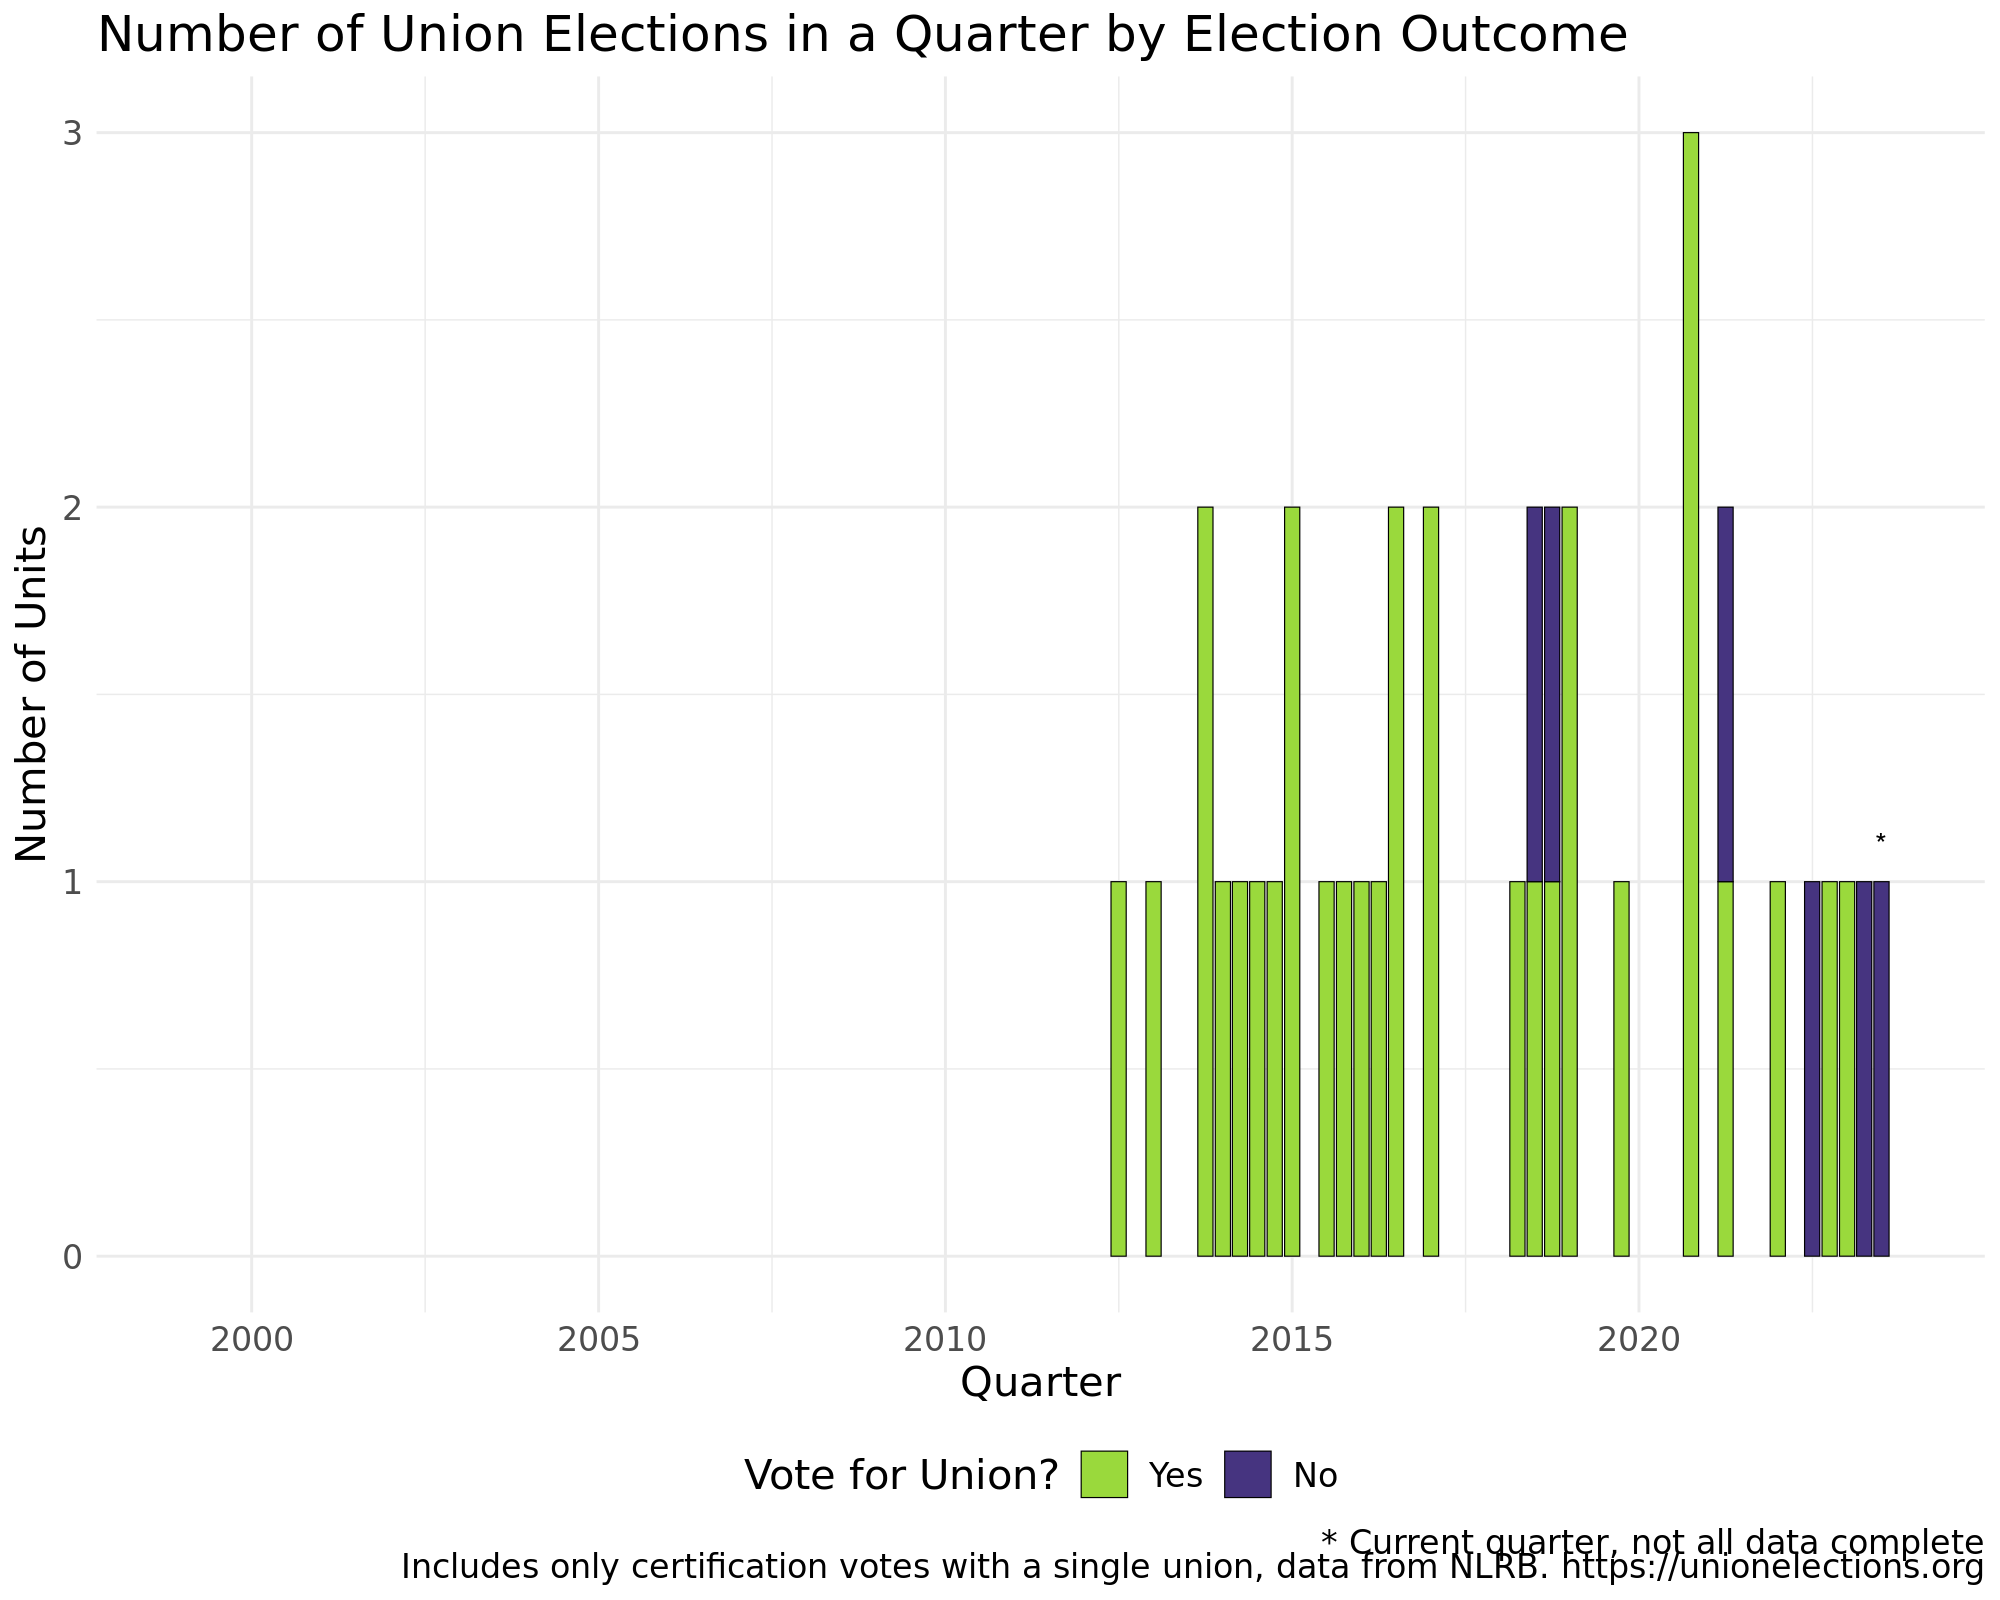 Number of Union Elections in a Quarter by Election Outcome
Number of Units
3
2
1
0
*
2000 2005 2010 2015 2020
Quarter
Vote for Union? Yes No
* Current quarter, not all data complete
Includes only certification votes with a single union, data from NLRB. https://unionelections.org